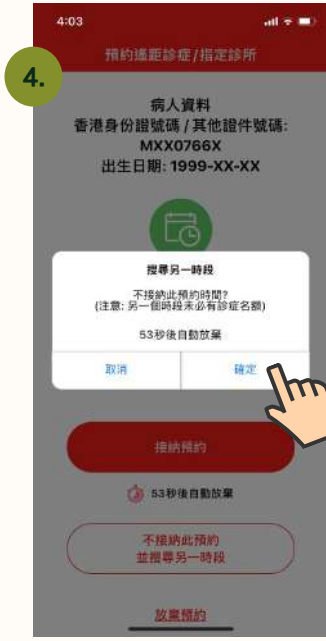 4:03
預約遙距診症/指定診所
4.
病人資料
香港身份證號碼 / 其他證件號碼:
MXX0766X
出生日期: 1999-XX-XX
搜尋另一時段
不接納此預約時間?
(注意: 另一個時段未必有診症名額)
53秒後自動放棄
取消
確定
接納預約
53秒後自動放棄
不接納此預約
並搜尋另一時段
放棄預約